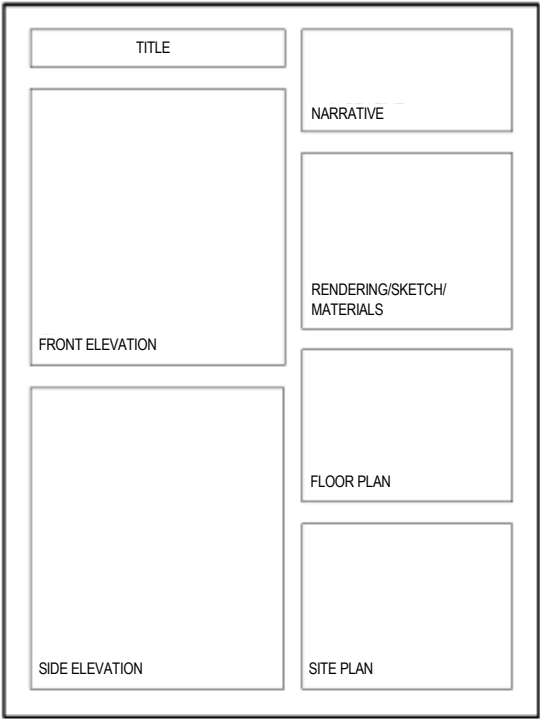 TITLE
NARRATIVE
RENDERING/SKETCH/
MATERIALS
FRONT ELEVATION
FLOOR PLAN
SIDE ELEVATION
SITE PLAN